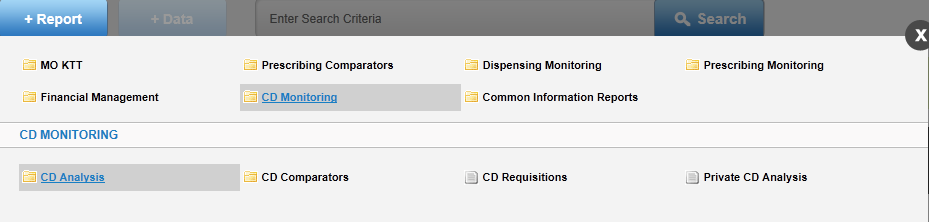 + Report + Data Enter Search Criteria Search
X
MO KTT Prescribing Comparators Dispensing Monitoring Prescribing Monitoring
Financial Management CD Monitoring Common Information Reports
CD MONITORING
CD Analysis CD Comparators CD Requisitions Private CD Analysis